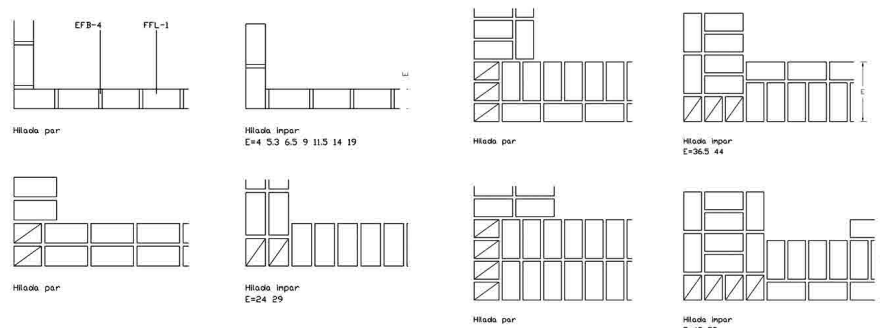 EFB-4 FFL-1
Hilada par
Hilada impar
E=4 5.3 6.5 9 11.5 14 19
E
Hilada par
Hilada impar
E=36.5 44
E
Hilada par
Hilada impar
E=24 29
Hilada par
Hilada impar